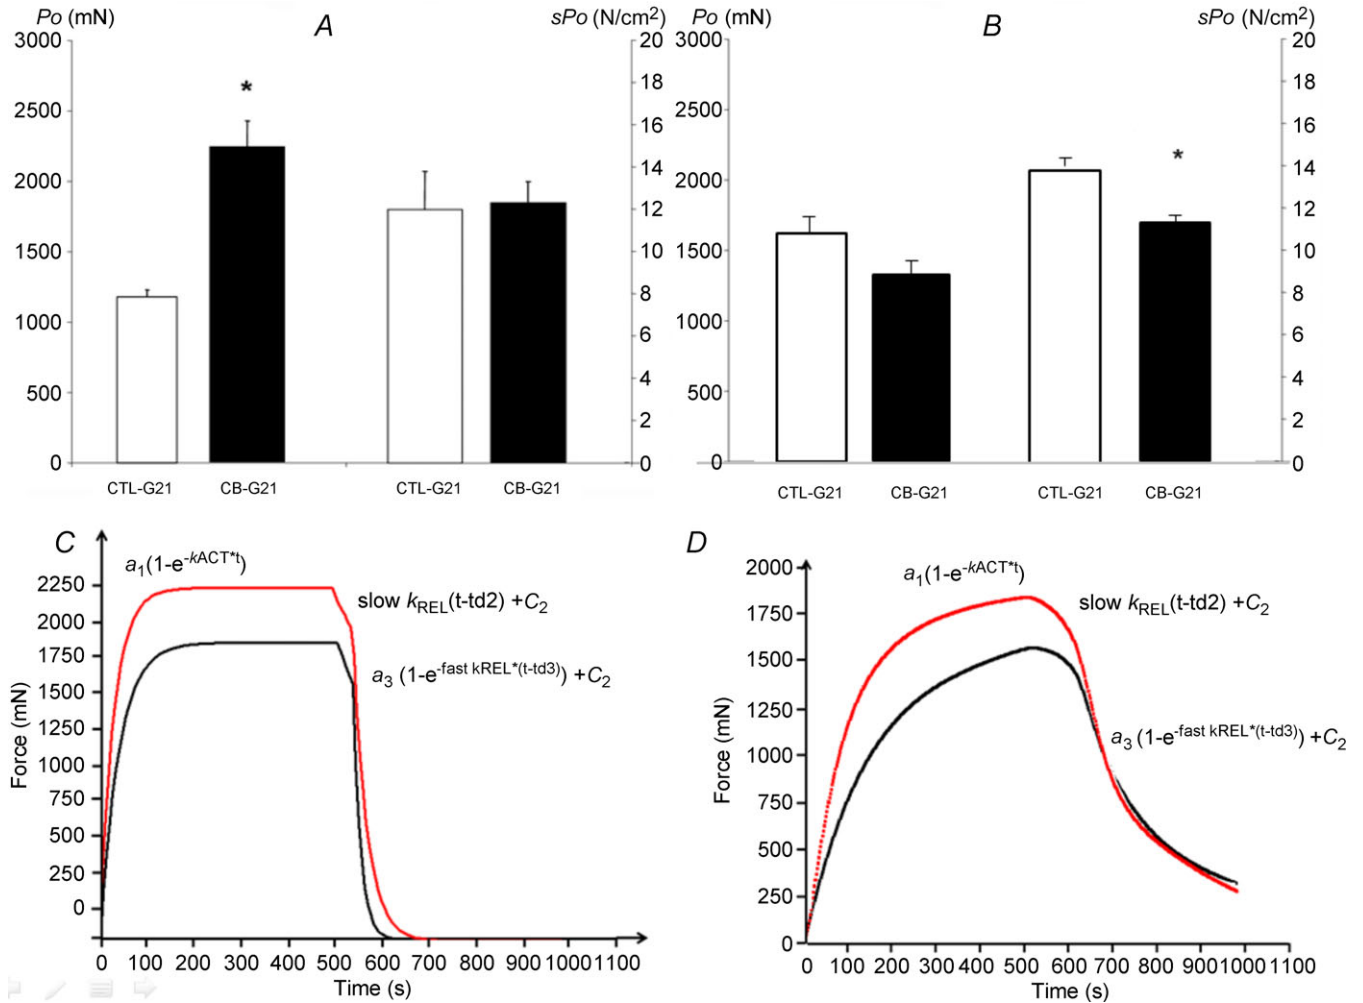 Po (mN) A sPo (N/cm2)
3000 20
18
2500
16
14
2000
12
1500 10
8
1000
6
4
500
2
0 0
CTL-G21 CB-G21 CTL-G21 CB-G21
*
Po (mN) B sPo (N/cm2)
3000 20
18
2500
16
14
2000
12
1500 10
8
1000
6
4
500
2
0 0
CTL-G21 CB-G21 CTL-G21 CB-G21
*
C
a1(1-e-kACT*t)
slow kREL(t-td2) +C2
a3 (1-e-fast kREL*(t-td3)) +C2
Force (mN)
2250
2000
1750
1500
1250
1000
750
500
250
0
0 100 200 300 400 500 600 700 800 900 1000 1100
Time (s)
D
a1(1-e-kACT*t)
slow kREL(t-td2) +C2
a3 (1-e-fast kREL*(t-td3)) +C2
Force (mN)
2000
1750
1500
1250
1000
750
500
250
0
0 100 200 300 400 500 600 700 800 900 1000 1100
Time (s)